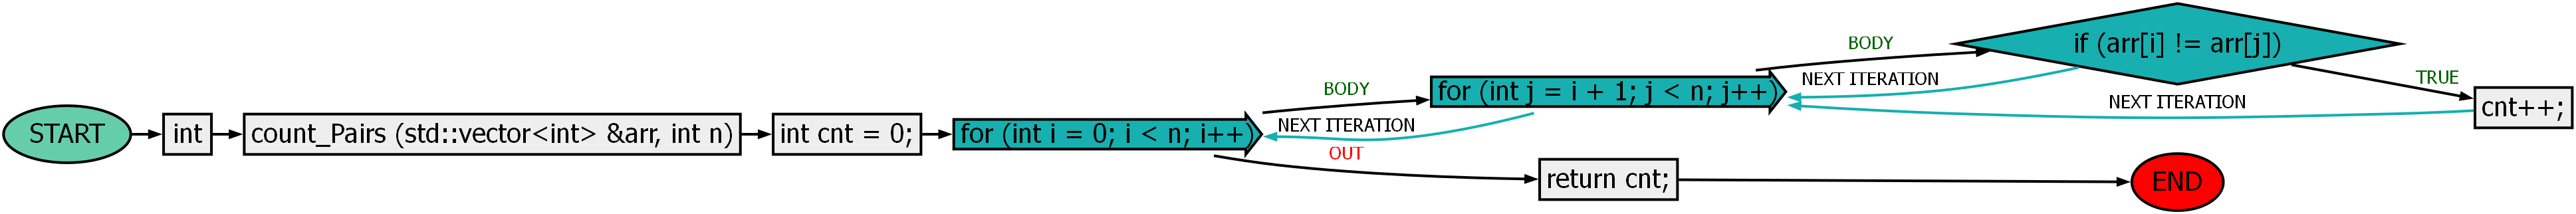 START
int
count_Pairs (std::vector<int> &arr, int n)
int cnt = 0;
for (int i = 0; i < n; i++)
BODY
NEXT ITERATION
OUT
for (int j = i + 1; j < n; j++)
BODY
NEXT ITERATION
if (arr[i] != arr[j])
TRUE
NEXT ITERATION
cnt++;
return cnt;
END